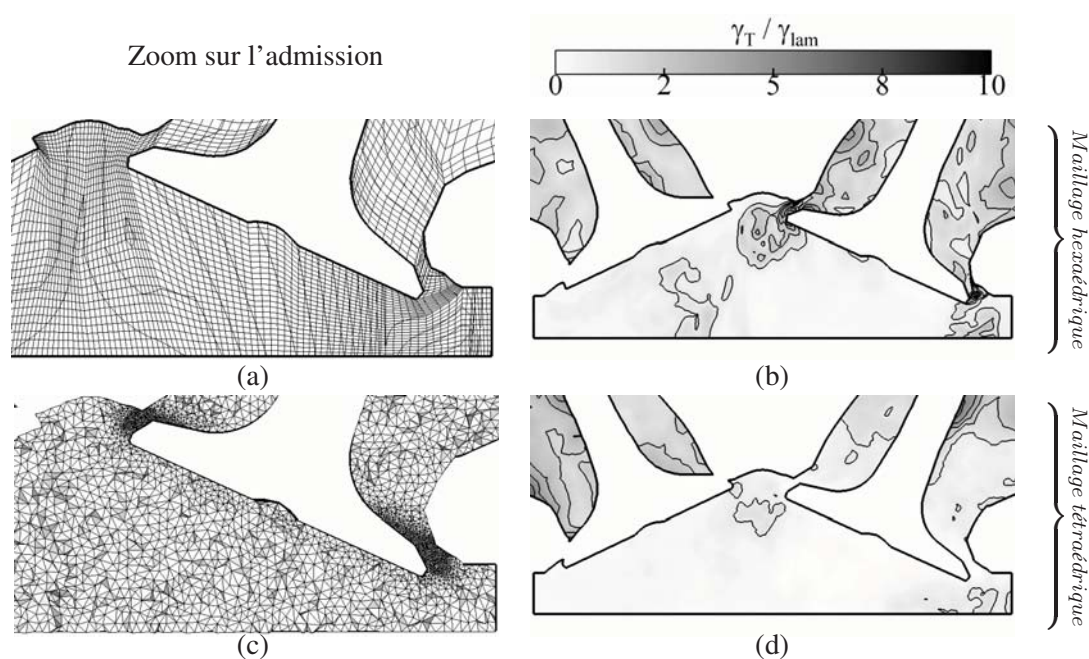 Zoom sur l'admission
γT / γlam
0 2 5 8 10
Maillage hexaédrique
(a)
(b)
Maillage tétraédrique
(c)
(d)